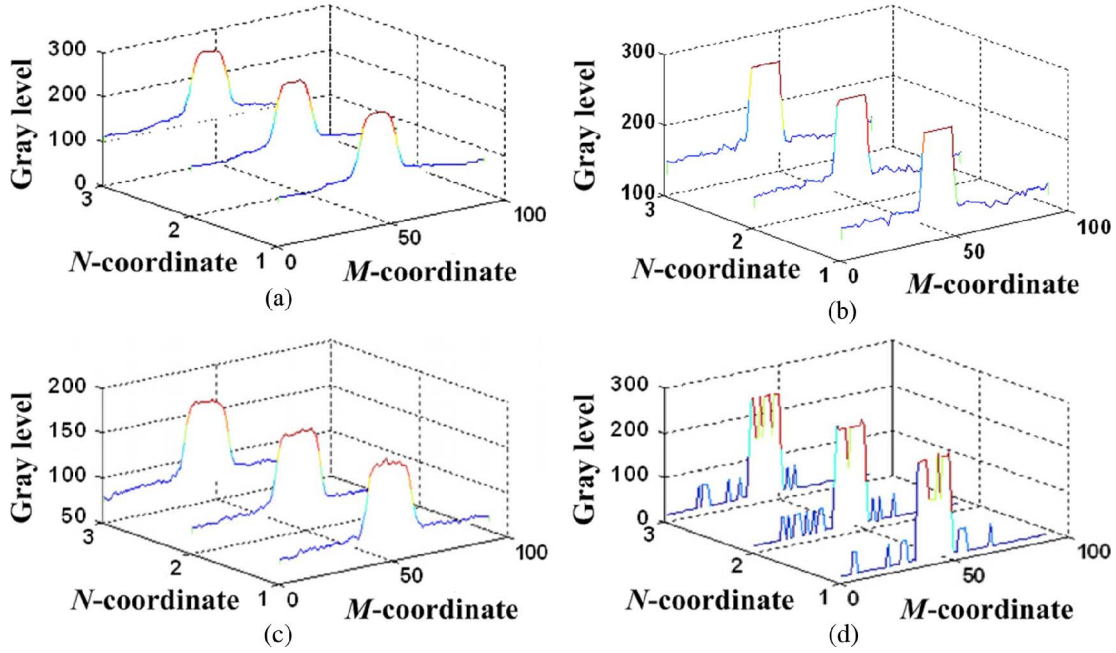 300
200
100
0
3
2
1
0
50
100
Gray level
N-coordinate
M-coordinate
(a)
300
200
100
3
2
1
0
50
100
Gray level
N-coordinate
M-coordinate
(b)
200
150
100
50
3
2
1
0
50
100
Gray level
N-coordinate
M-coordinate
(c)
300
200
100
0
3
2
1
0
50
100
Gray level
N-coordinate
M-coordinate
(d)